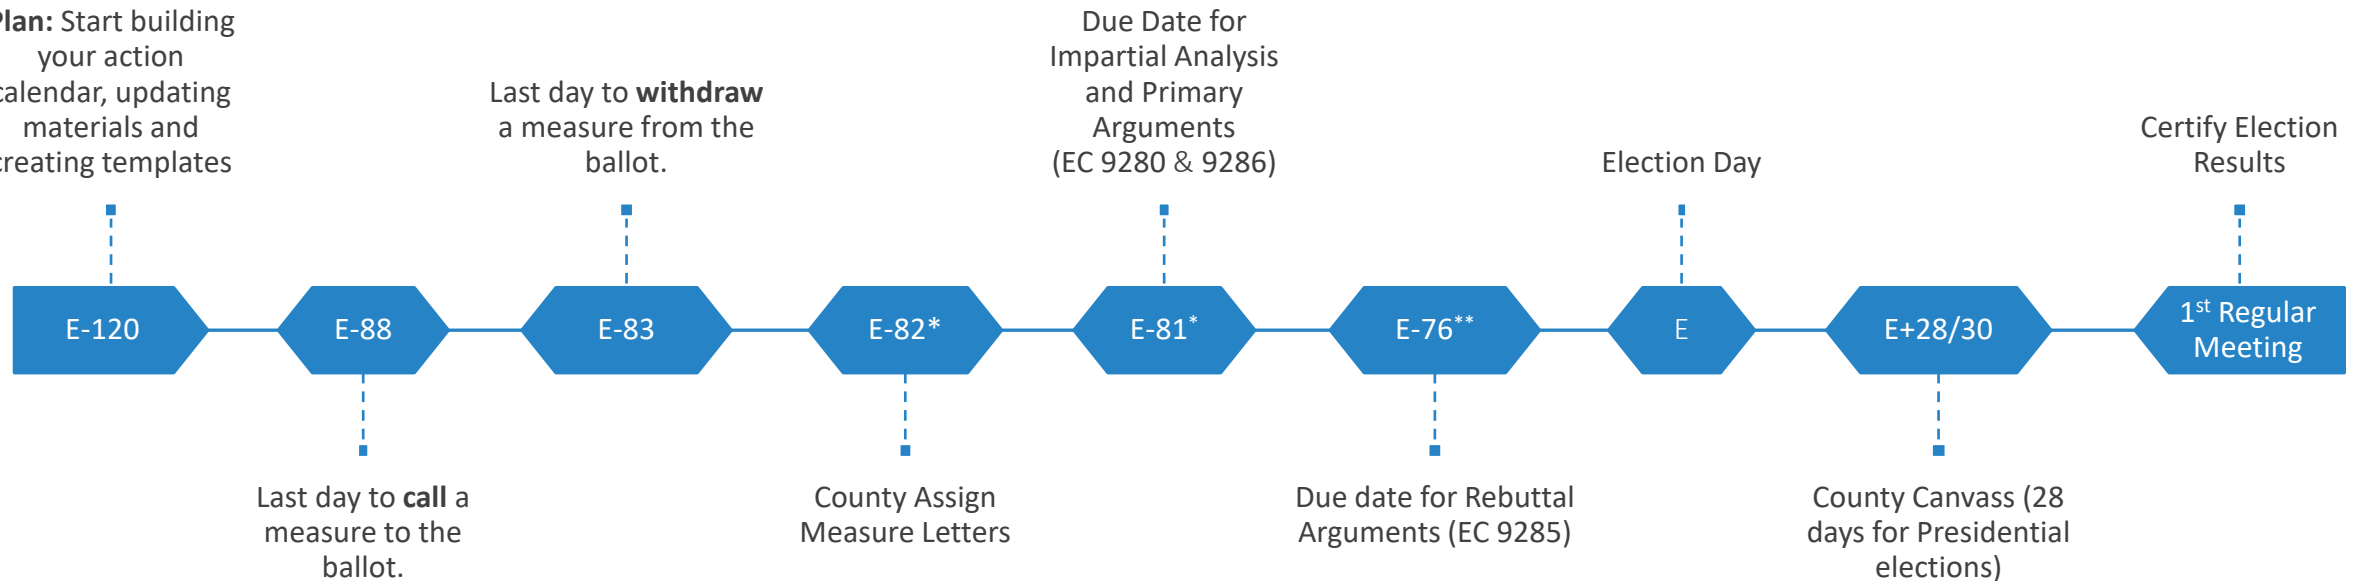 Plan: Start building
your action
calendar, updating
materials and
creating templates
Last day to withdraw
a measure from the
ballot.
Due Date for
Impartial Analysis
and Primary
Arguments
(EC 9280 & 9286)
Election Day
Certify Election
Results
E-120
E-88
E-83
E-82*
E-81*
E-76**
E
E+28/30
1st Regular
Meeting
Last day to call a
measure to the
ballot.
County Assign
Measure Letters
Due date for Rebuttal
Arguments (EC 9285)
County Canvass (28
days for Presidential
elections)